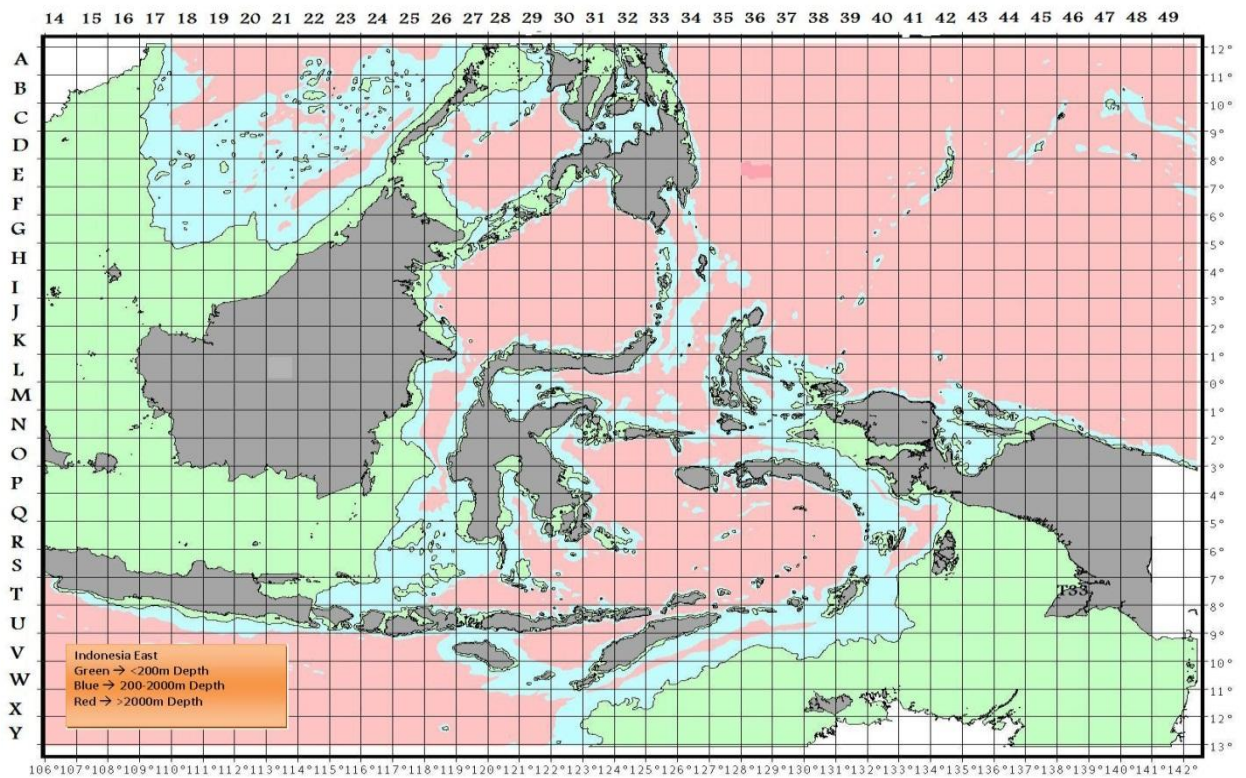 14 15 16 17 18 19 20 21 22 23 24 25 26 27 28 29 30 31 32 33 34 35 36 37 38 39 40 41 42 44 45 46 48 47 48 49
12°
A
11°
B
10°
C
9°
D
8°
E
7°
F
6°
G
5°
H
4°
I
3°
J
2°
K
1°
L
0°
M
1°
N
2°
O
3°
P
4°
Q
5°
R
6°
S
7°
T
TSS
8°
U
9°
V
10°
W
11°
X
12°
Y
13°
Indonesia East
Green → <200m Depth
Blue → 200-2000m Depth
Red → >2000m Depth
106°107°108 109 110 111 112 113 114 115 116 117 118 119 120 121 122 123 124 125 126 127 128 129 130 131 132 133 134 135 136 137 138 139 140 141 142°